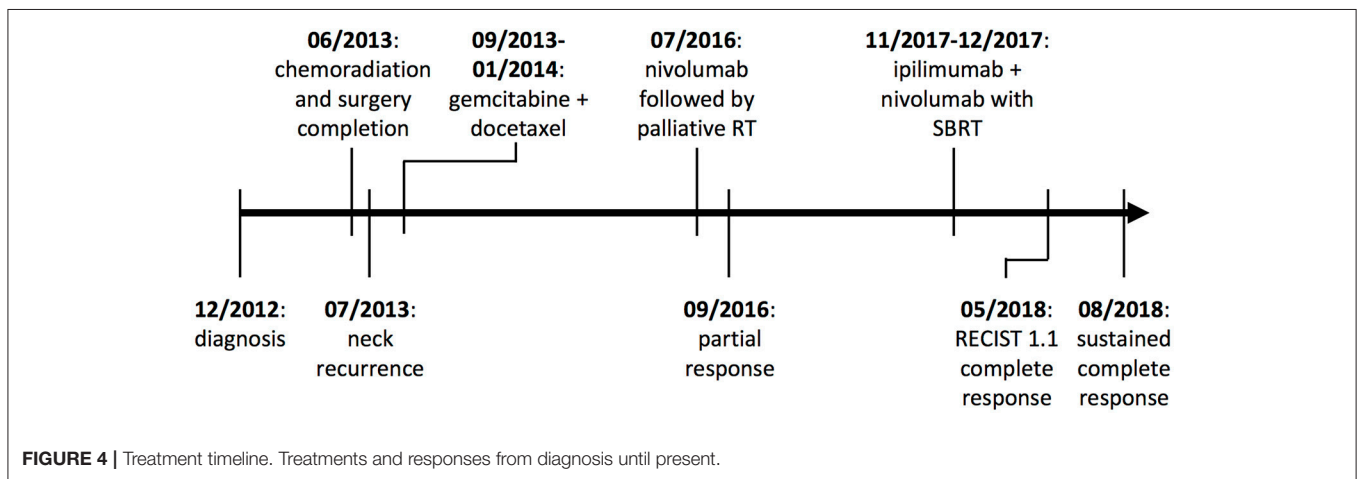 06/2013:
chemoradiation
and surgery
completion
09/2013-
01/2014:
gemcitabine +
docetaxel
07/2016:
nivolumab
followed by
palliative RT
11/2017-12/2017:
ipilimumab +
nivolumab with
SBRT
12/2012:
diagnosis
07/2013:
neck
recurrence
09/2016:
partial
response
05/2018:
RECIST 1.1
complete
response
08/2018:
sustained
complete
response
FIGURE 4 | Treatment timeline. Treatments and responses from diagnosis until present.